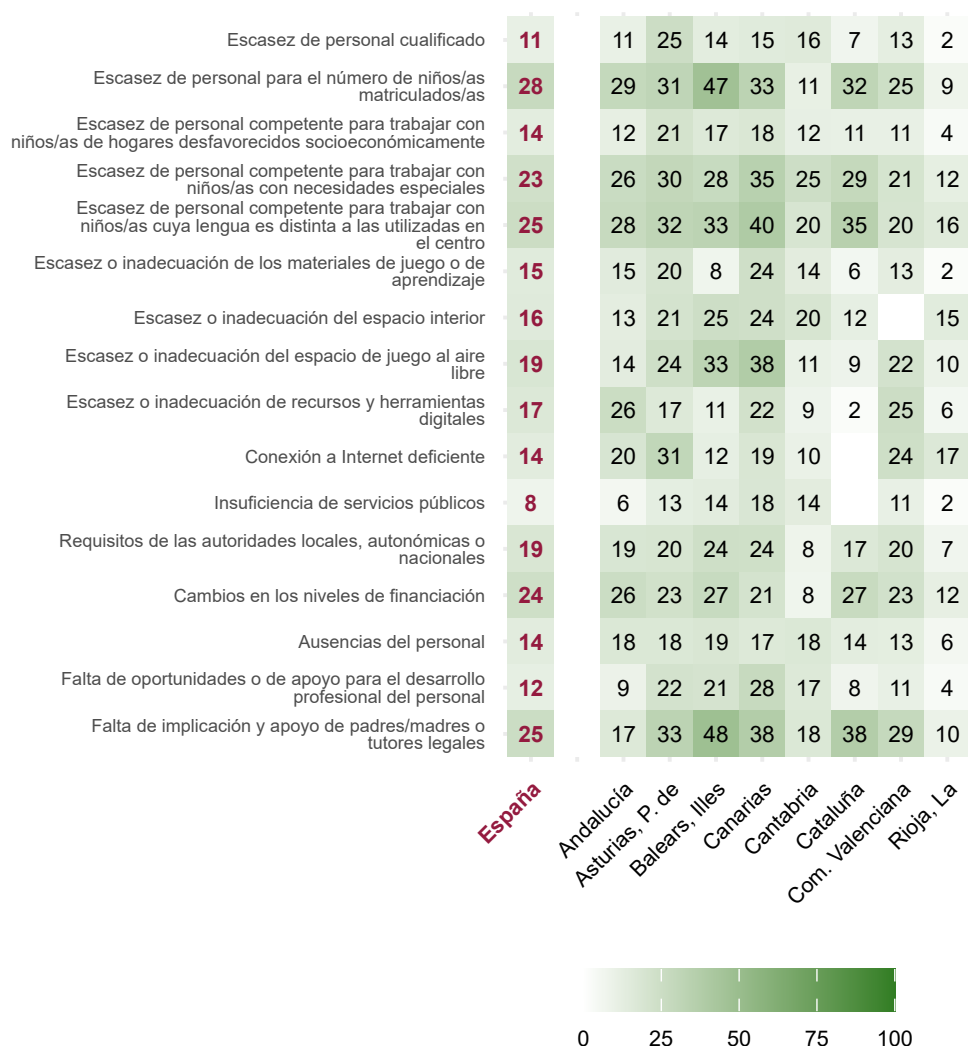 Escasez de personal cualificado 11 11 25 14 15 16 7 13 2
Escasez de personal para el número de niños/as
matriculados/as
28 29 31 47 33 11 32 25 9
Escasez de personal competente para trabajar con
niños/as de hogares desfavorecidos socioeconómicamente
14 12 21 17 18 12 11 11 4
Escasez de personal competente para trabajar con
niños/as con necesidades especiales
23 26 30 28 35 25 29 21 12
Escasez de personal competente para trabajar con
niños/as cuya lengua es distinta a las utilizadas en
el centro
25 28 32 33 40 20 35 20 16
Escasez o inadecuación de los materiales de juego o de
aprendizaje
15 15 20 8 24 14 6 13 2
Escasez o inadecuación del espacio interior 16 13 21 25 24 20 12 15
Escasez o inadecuación del espacio de juego al aire
libre
19 14 24 33 38 11 9 22 10
Escasez o inadecuación de recursos y herramientas
digitales
17 26 17 11 22 9 2 25 6
Conexión a Internet deficiente 14 20 31 12 19 10 24 17
Insuficiencia de servicios públicos 8 6 13 14 18 14 11 2
Requisitos de las autoridades locales, autonómicas o
nacionales
19 19 20 24 24 8 17 20 7
Cambios en los niveles de financiación 24 26 23 27 21 8 27 23 12
Ausencias del personal 14 18 18 19 17 18 14 13 6
Falta de oportunidades o de apoyo para el desarrollo
profesional del personal
12 9 22 21 28 17 8 11 4
Falta de implicación y apoyo de padres/madres o
tutores legales
25 17 33 48 38 18 38 29 10
España
Andalucía
Asturias, P. de
Balears, Illes
Canarias
Cantabria
Cataluña
Com. Valenciana
Rioja, La
0 25 50 75 100